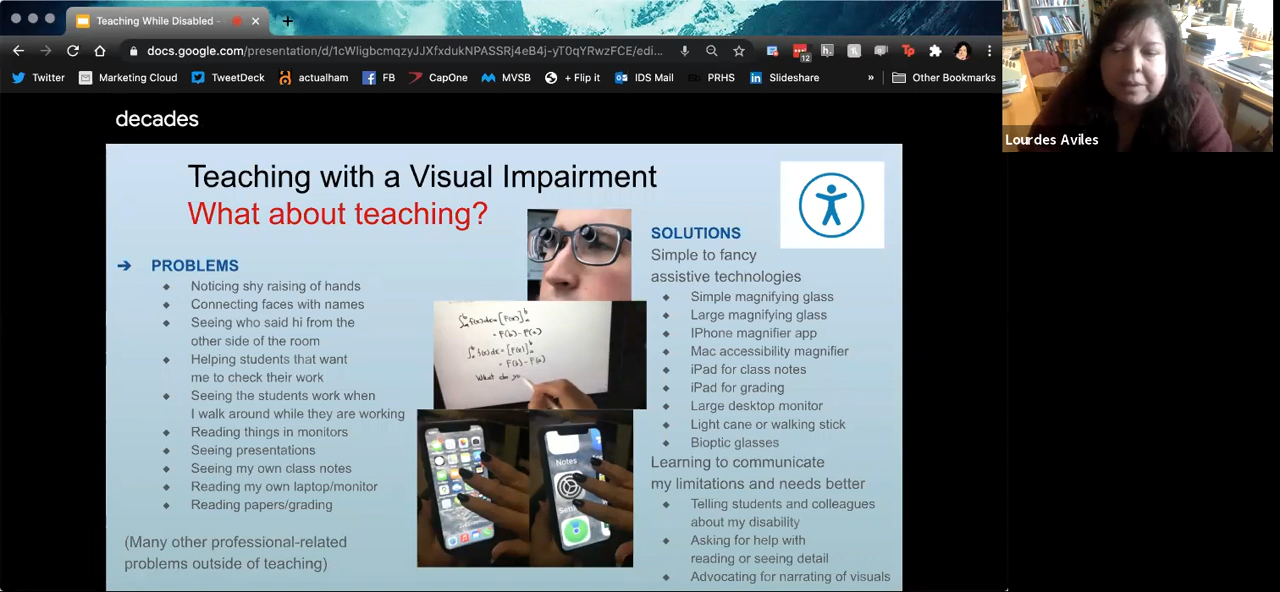 Teaching While Disabled -
docs.google.com/presentation/d/1cWligbcmqzyJJXfxdukNPASSRj4eB4j-yT0qYRwzFCE/edi...
12
Twitter
Marketing Cloud
TweetDeck
actualham
FB
CapOne
MVSB
+ Flip it
IDS Mail
PRHS
Slideshare
»
Other Bookmarks
Lourdes Aviles
decades
Teaching with a Visual Impairment
What about teaching?
PROBLEMS
Noticing shy raising of hands
Connecting faces with names
Seeing who said hi from the
other side of the room
Helping students that want
me to check their work
Seeing the students work when
I walk around while they are working
Reading things in monitors
Seeing presentations
Seeing my own class notes
Reading my own laptop/monitor
Reading papers/grading
(Many other professional-related
problems outside of teaching)
What do yo
Notes
SOLUTIONS
Simple to fancy
assistive technologies
Simple magnifying glass
Large magnifying glass
IPhone magnifier app
Mac accessibility magnifier
iPad for class notes
iPad for grading
Large desktop monitor
Light cane or walking stick
Bioptic glasses
Learning to communicate
my limitations and needs better
Telling students and colleagues
about my disability
Asking for help with
reading or seeing detail
Advocating for narrating of visuals